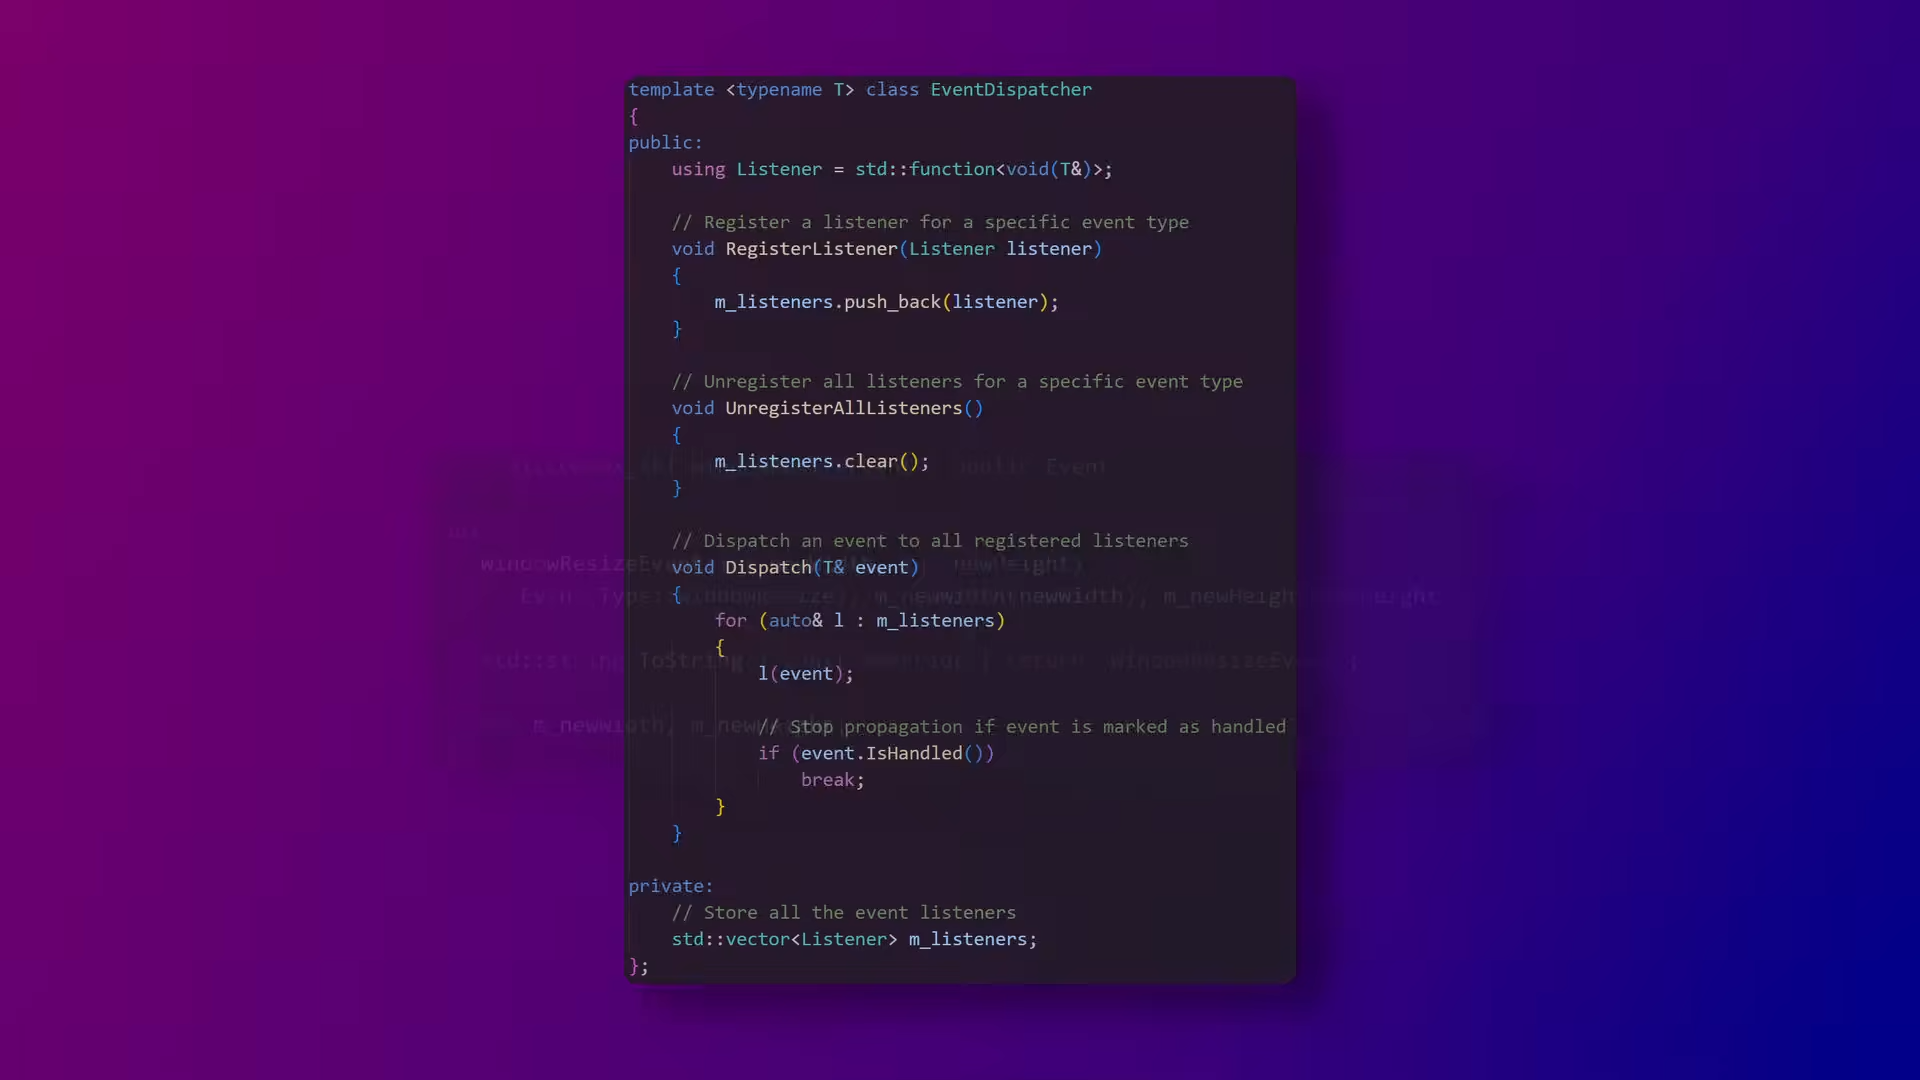 template <typename T> class EventDispatcher
{
public:
    using Listener = std::function<void(T&)>;
    // Register a listener for a specific event type
    void RegisterListener(Listener listener)
    {
        m_listeners.push_back(listener);
    }
    // Unregister all listeners for a specific event type
    void UnregisterAllListeners()
    {
        m_listeners.clear();
    }
    // Dispatch an event to all registered listeners
    void Dispatch(T& event)
    {
        for (auto& l : m_listeners)
        {
            l(event);
            // Stop propagation if event is marked as handled
            if (event.IsHandled())
                break;
        }
    }
private:
    // Store all the event listeners
    std::vector<Listener> m_listeners;
};